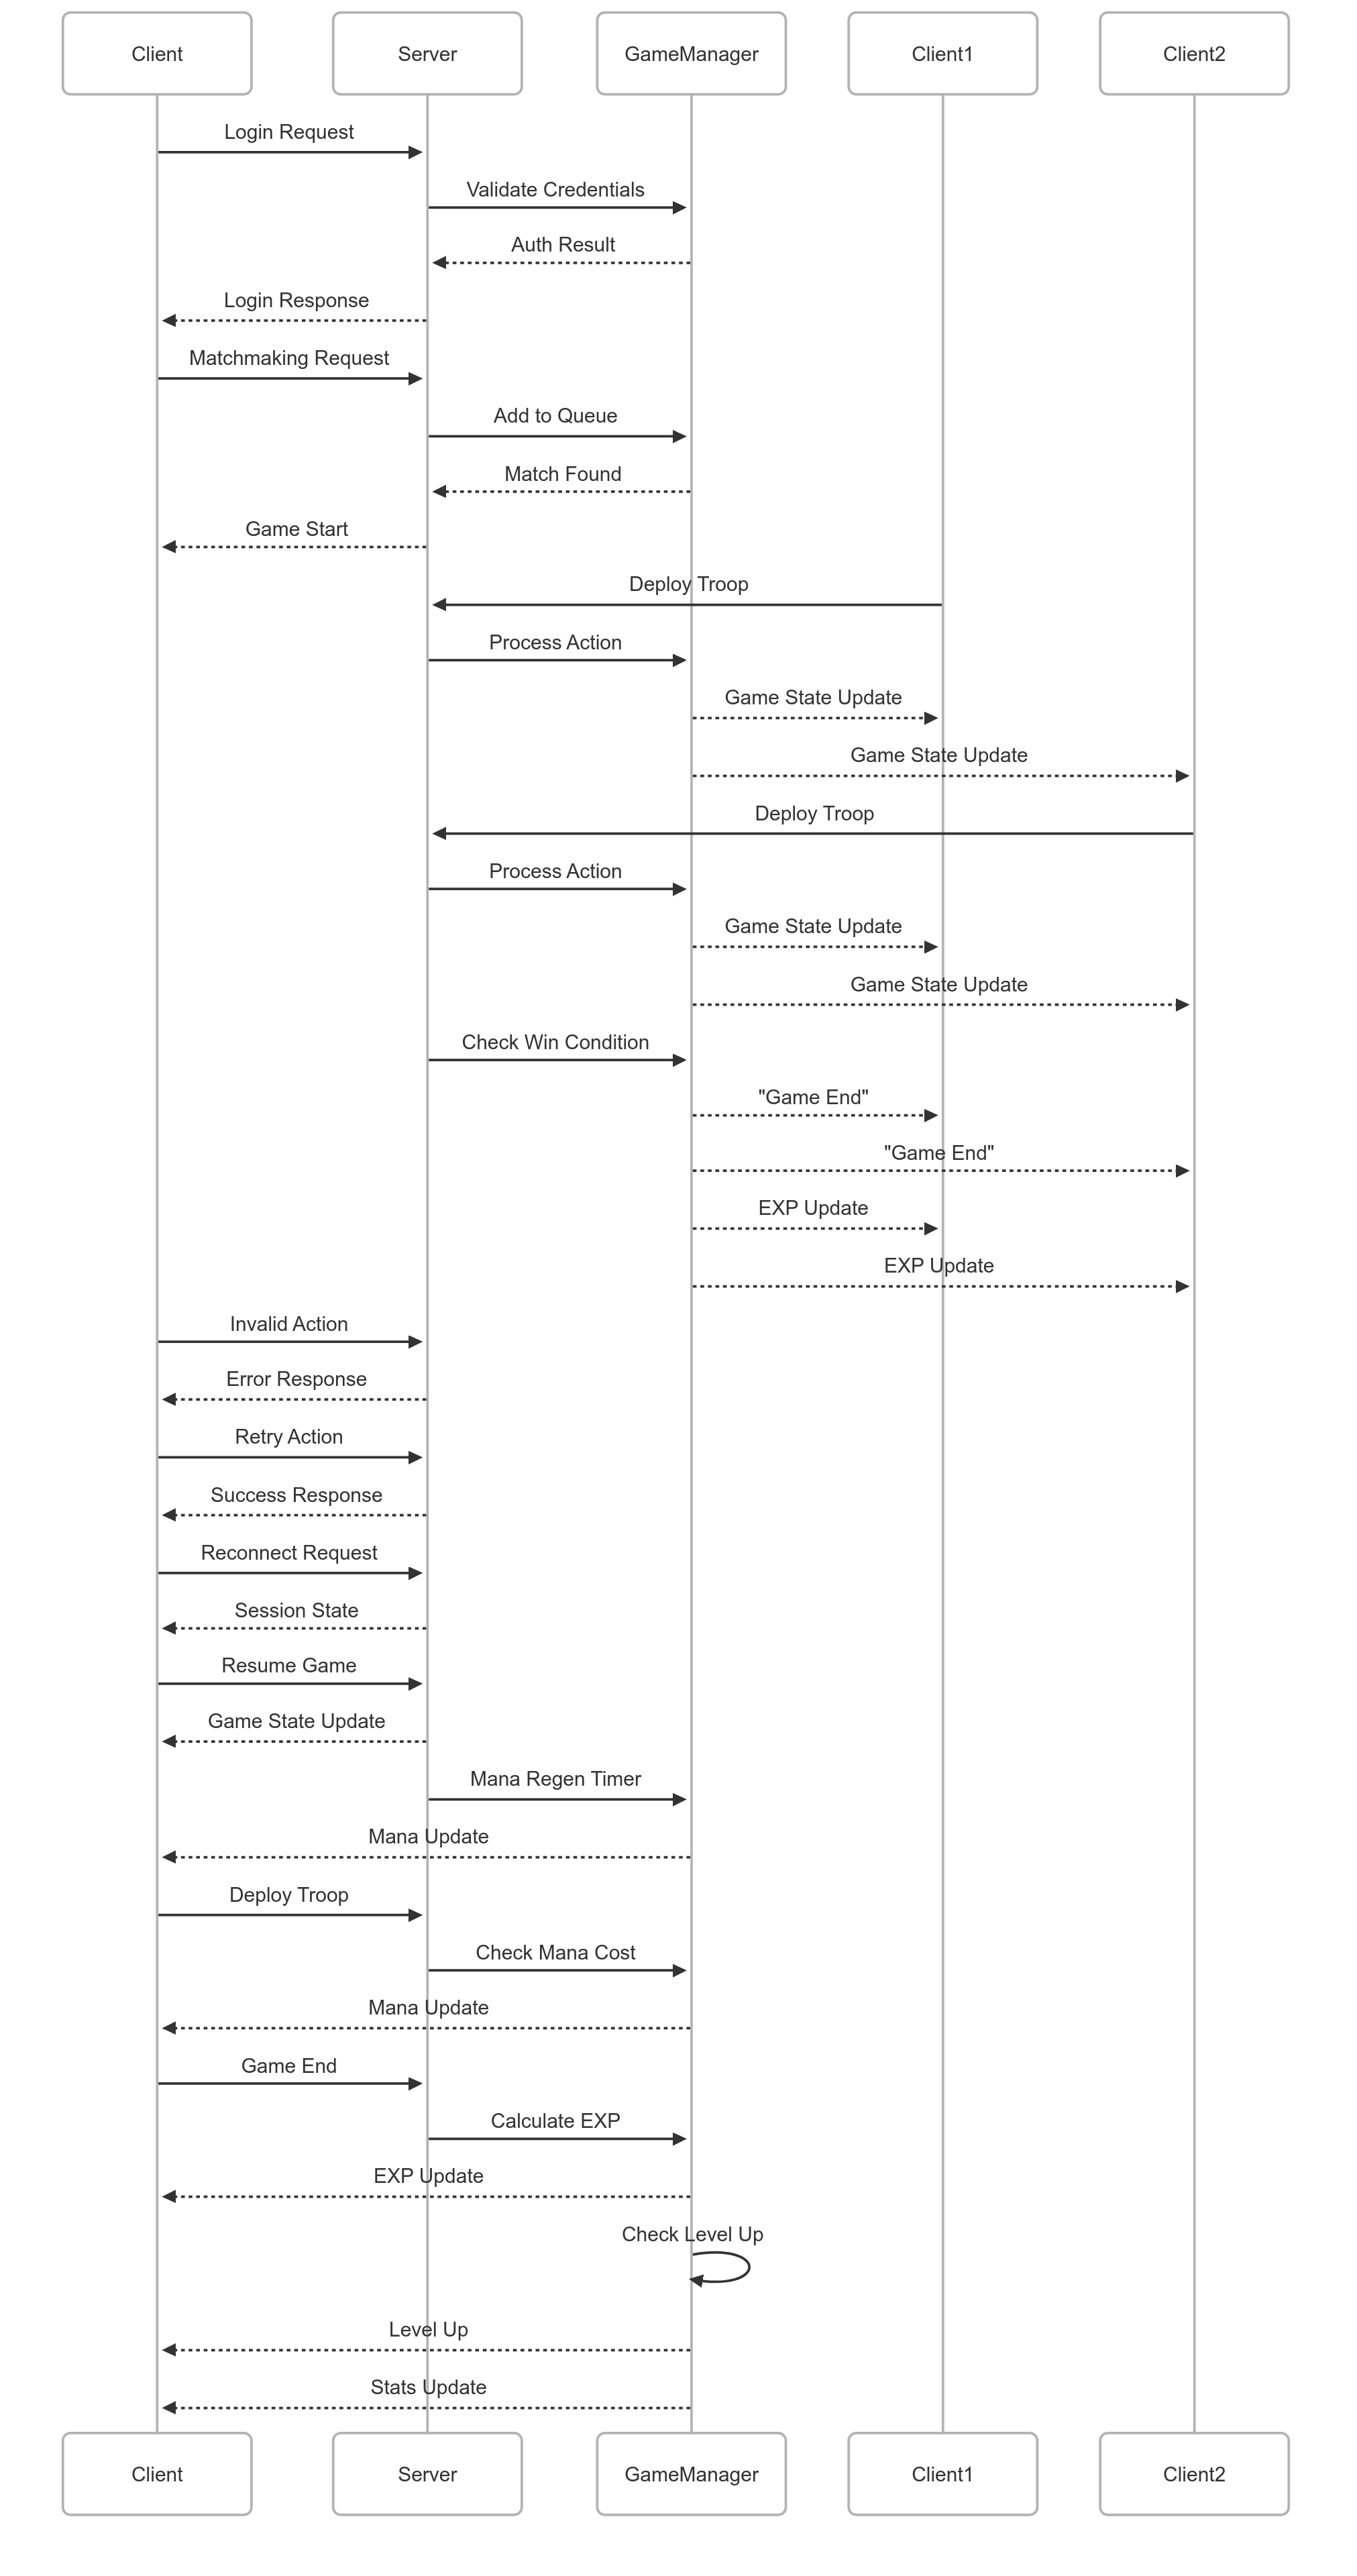 Client
Server
GameManager
Client1
Client2
Login Request
Validate Credentials
Auth Result
Login Response
Matchmaking Request
Add to Queue
Match Found
Game Start
Deploy Troop
Process Action
Game State Update
Game State Update
Deploy Troop
Process Action
Game State Update
Game State Update
Check Win Condition
"Game End"
"Game End"
EXP Update
EXP Update
Invalid Action
Error Response
Retry Action
Success Response
Reconnect Request
Session State
Resume Game
Game State Update
Mana Regen Timer
Mana Update
Deploy Troop
Check Mana Cost
Mana Update
Game End
Calculate EXP
EXP Update
Check Level Up
Level Up
Stats Update
Client
Server
GameManager
Client1
Client2